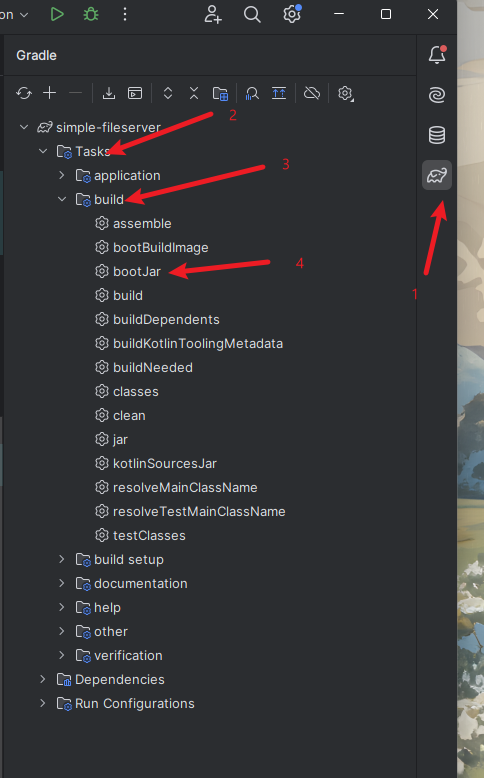 on
Gradle
simple-fileserver
2
Tasks
application
3
build
assemble
bootBuildImage
bootJar
4
build
1
buildDependents
buildKotlinToolingMetadata
buildNeeded
classes
clean
jar
kotlinSourcesJar
resolveMainClassName
resolveTestMainClassName
testClasses
build setup
documentation
help
other
verification
Dependencies
Run Configurations